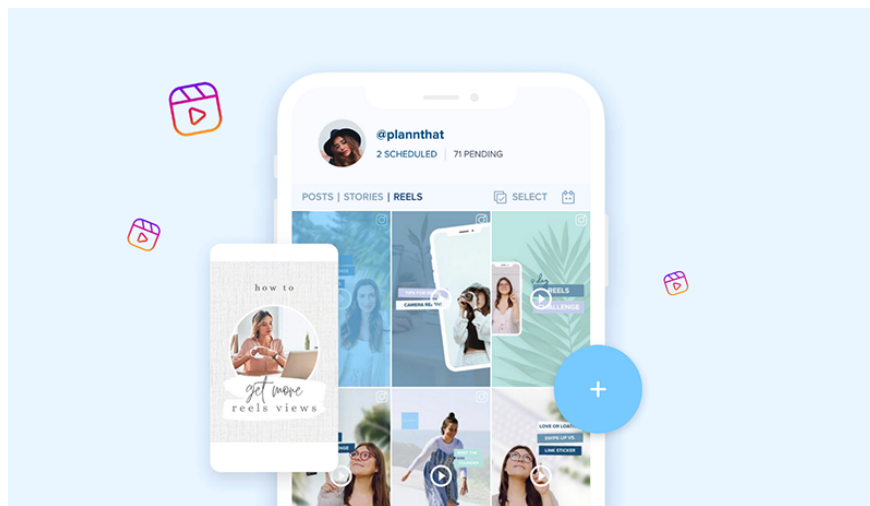 @plannthat
2 SCHEDULED | 71 PENDING
POSTS | STORIES | REELS
SELECT
how to
get more
reels views
CAMERA
REELS
CHALLENGE
LOVE OR LOATHE
SWIPE UP VS.
LINK STICKER